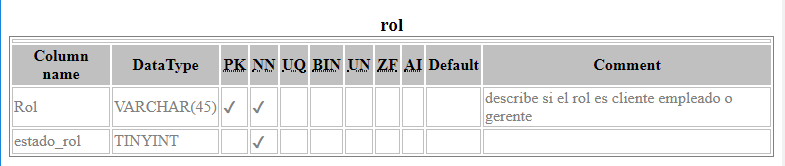 rol
Column name DataType PK NN UQ BIN UN ZF AI Default Comment
Rol VARCHAR(45) ✓ ✓ describe si el rol es cliente empleado o gerente
estado_rol TINYINT ✓